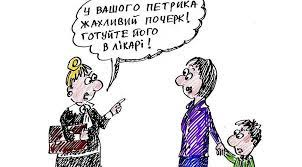 У ВАШОГО ПЕТРИКА
ЖАХЛИВИЙ ПОЧЕРК!
ГОТУЙТЕ ЙОГО
В ЛІКАРІ!